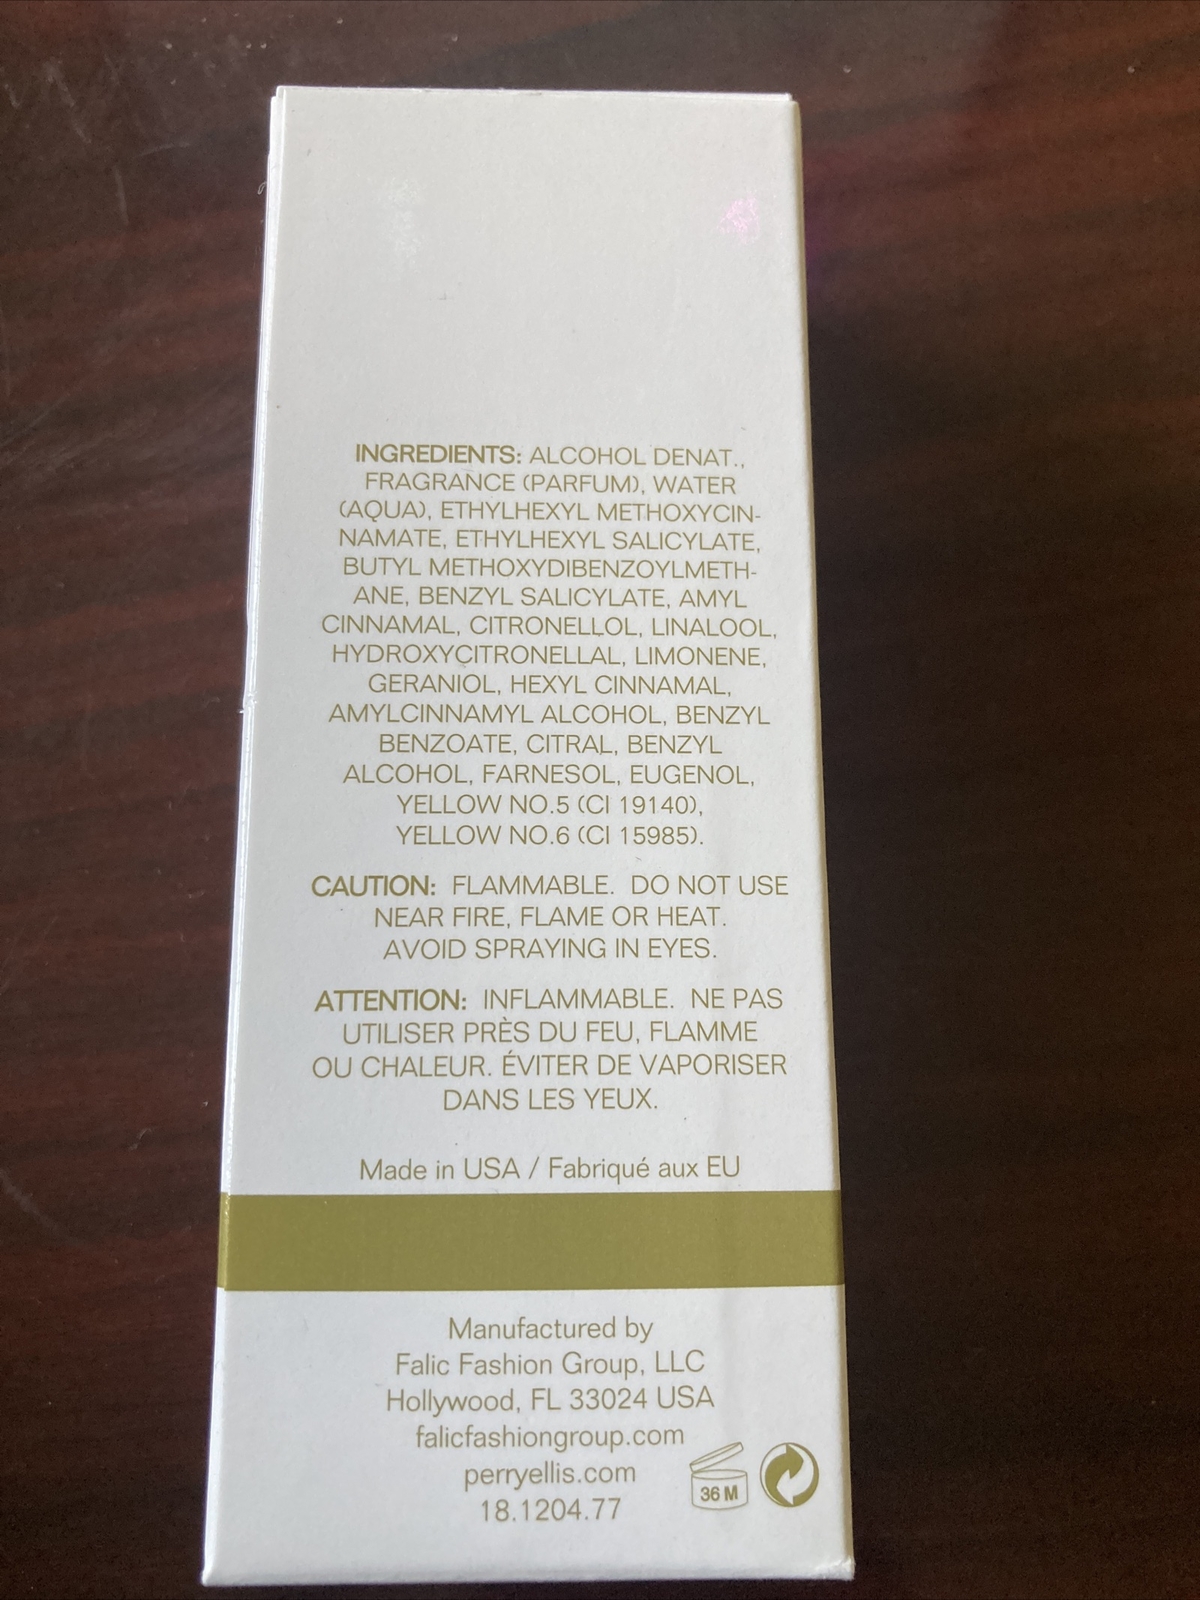 INGREDIENTS: ALCOHOL DENAT.,
FRAGRANCE (PARFUM), WATER
(AQUA), ETHYLHEXYL METHOXYCIN-
NAMATE, ETHYLHEXYL SALICYLATE,
BUTYL METHOXYDIBENZOYLMETH-
ANE, BENZYL SALICYLATE, AMYL
CINNAMAL, CITRONELLOL, LINALOOL,
HYDROXYCITRONELLAL, LIMONENE,
GERANIOL, HEXYL CINNAMAL,
AMYLCINNAMYL ALCOHOL, BENZYL
BENZOATE, CITRAL, BENZYL
ALCOHOL, FARNESOL, EUGENOL,
YELLOW NO.5 (CI 19140),
YELLOW NO.6 (CI 15985).
CAUTION: FLAMMABLE. DO NOT USE
NEAR FIRE, FLAME OR HEAT.
AVOID SPRAYING IN EYES.
ATTENTION: INFLAMMABLE. NE PAS
UTILISER PRÈS DU FEU, FLAMME
OU CHALEUR. ÉVITER DE VAPORISER
DANS LES YEUX.
Made in USA / Fabriqué aux EU
Manufactured by
Falic Fashion Group, LLC
Hollywood, FL 33024 USA
falicfashiongroup.com
perryellis.com
18.1204.77
36 M